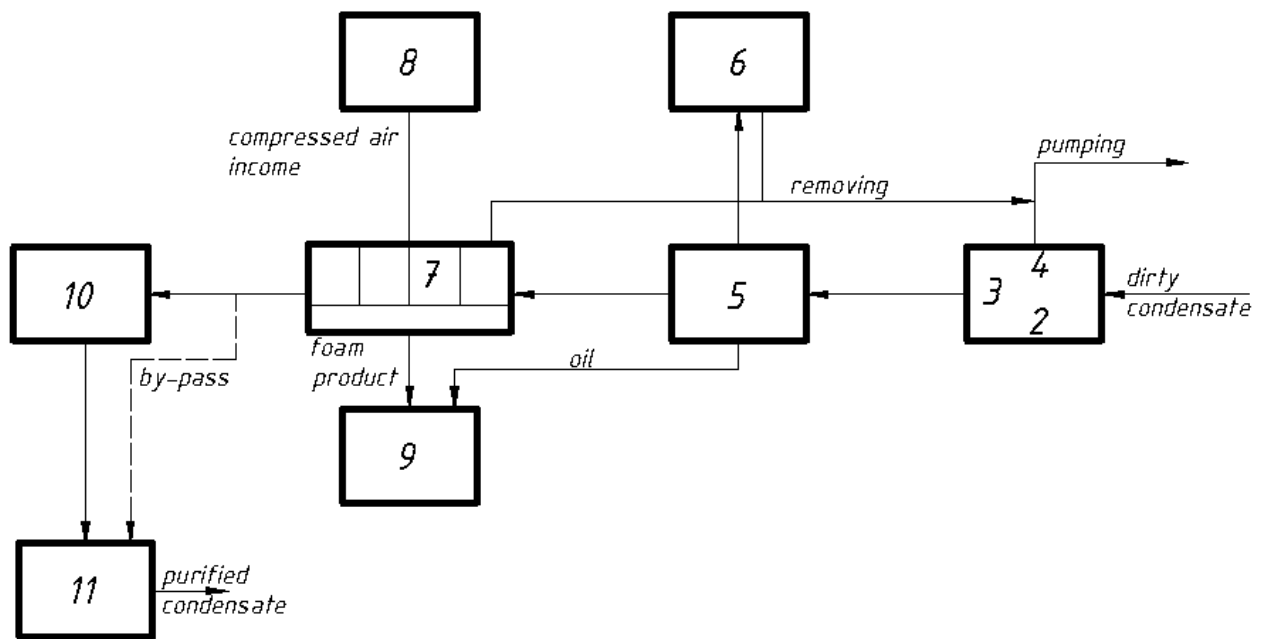 8
6
compressed air
income
pumping
removing
10
7
5
3
4
2
dirty
condensate
by-pass
foam
product
oil
9
11
purified
condensate